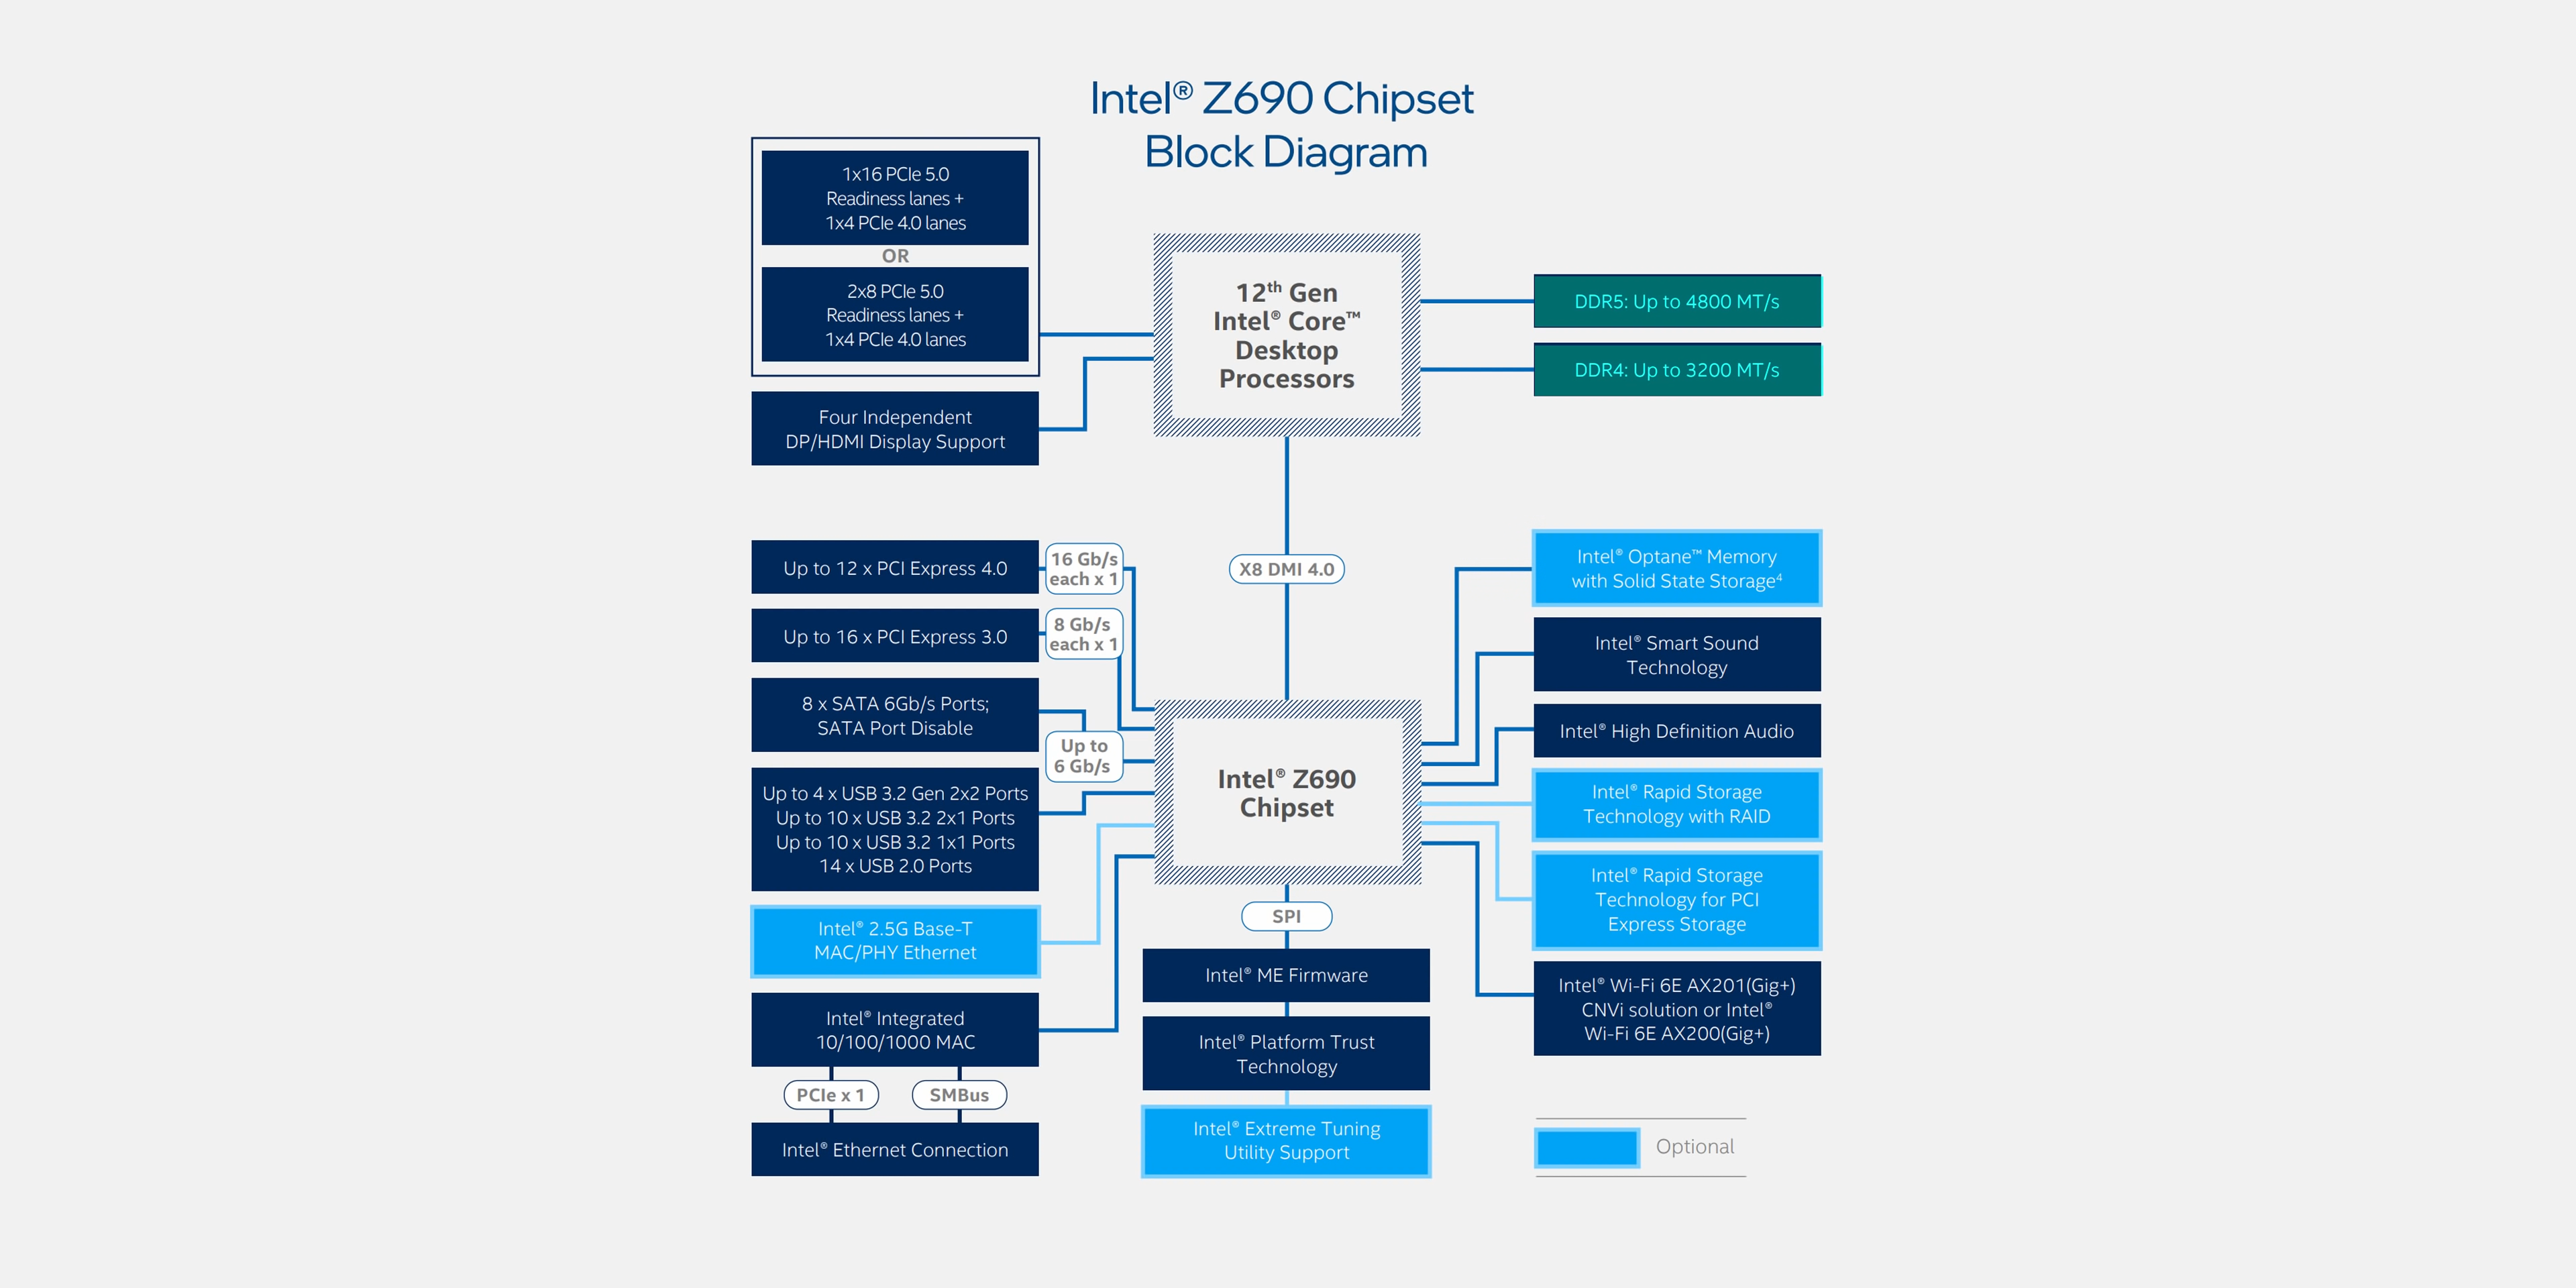 Intel® Z690 Chipset
Block Diagram
1x16 PCIe 5.0
Readiness lanes +
1x4 PCIe 4.0 lanes
OR
2x8 PCIe 5.0
Readiness lanes +
1x4 PCIe 4.0 lanes
Four Independent
DP/HDMI Display Support
12th Gen
Intel® Core™
Desktop
Processors
DDR5: Up to 4800 MT/s
DDR4: Up to 3200 MT/s
X8 DMI 4.0
Up to 12 x PCI Express 4.0
16 Gb/s
each x 1
Up to 16 x PCI Express 3.0
8 Gb/s
each x 1
8 x SATA 6Gb/s Ports;
SATA Port Disable
Up to
6 Gb/s
Up to 4 x USB 3.2 Gen 2x2 Ports
Up to 10 x USB 3.2 2x1 Ports
Up to 10 x USB 3.2 1x1 Ports
14 x USB 2.0 Ports
Intel® 2.5G Base-T
MAC/PHY Ethernet
Intel® Integrated
10/100/1000 MAC
PCIe x 1
SMBus
Intel® Ethernet Connection
Intel® Z690
Chipset
SPI
Intel® ME Firmware
Intel® Platform Trust
Technology
Intel® Extreme Tuning
Utility Support
Intel® Optane™ Memory
with Solid State Storage⁴
Intel® Smart Sound
Technology
Intel® High Definition Audio
Intel® Rapid Storage
Technology with RAID
Intel® Rapid Storage
Technology for PCI
Express Storage
Intel® Wi-Fi 6E AX201(Gig+)
CNVi solution or Intel®
Wi-Fi 6E AX200(Gig+)
Optional